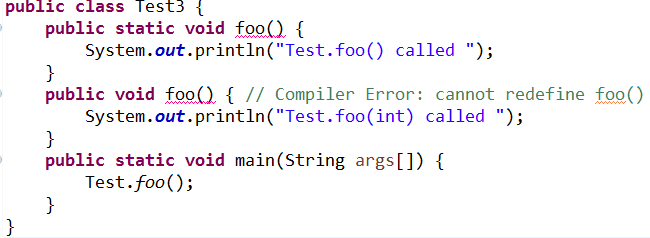 public class Test3 {
    public static void foo() {
        System.out.println("Test.foo() called ");
    }
    public void foo() { // Compiler Error: cannot redefine foo()
        System.out.println("Test.foo(int) called ");
    }
    public static void main(String args[]) {
        Test.foo();
    }
}